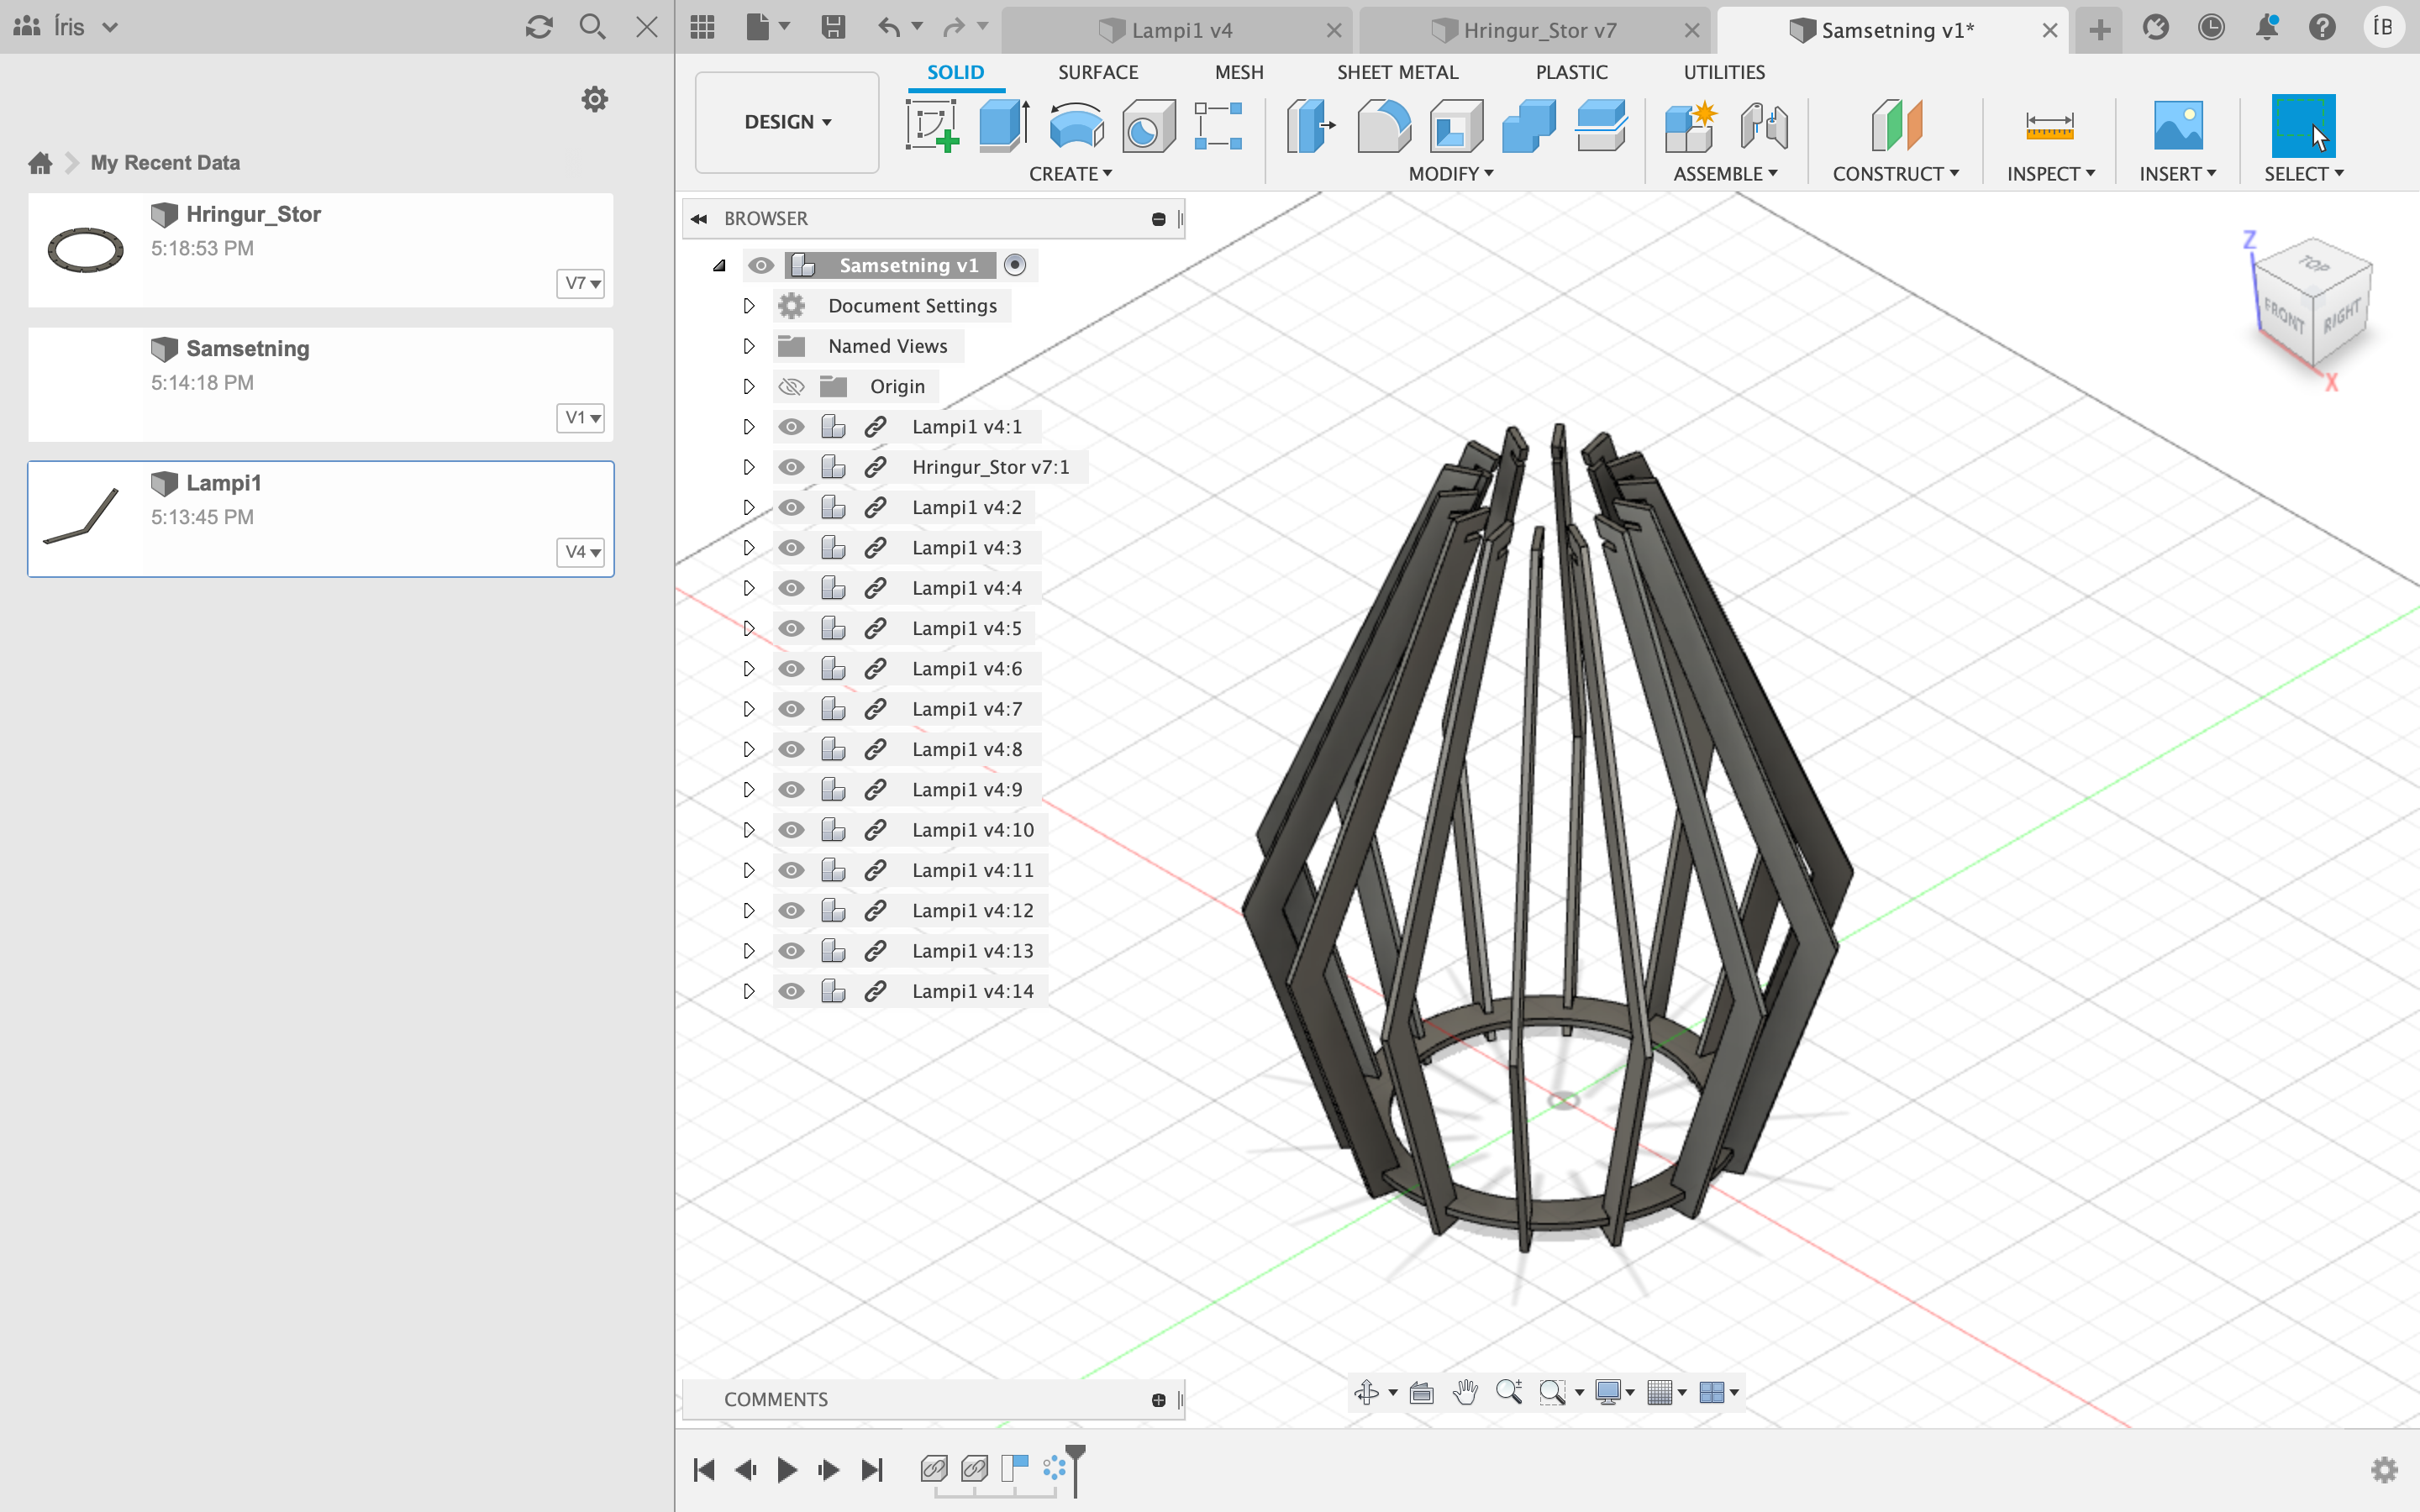 Íris
Lampi1 v4
Hringur_Stor v7
Samsetning v1*
ÍB
SOLID
SURFACE
MESH
SHEET METAL
PLASTIC
UTILITIES
DESIGN
CREATE
MODIFY
ASSEMBLE
CONSTRUCT
INSPECT
INSERT
SELECT
My Recent Data
Hringur_Stor
5:18:53 PM
V7
Samsetning
5:14:18 PM
V1
Lampi1
5:13:45 PM
V4
BROWSER
Samsetning v1
Document Settings
Named Views
Origin
Lampi1 v4:1
Hringur_Stor v7:1
Lampi1 v4:2
Lampi1 v4:3
Lampi1 v4:4
Lampi1 v4:5
Lampi1 v4:6
Lampi1 v4:7
Lampi1 v4:8
Lampi1 v4:9
Lampi1 v4:10
Lampi1 v4:11
Lampi1 v4:12
Lampi1 v4:13
Lampi1 v4:14
Z
TOP
FRONT
RIGHT
X
COMMENTS